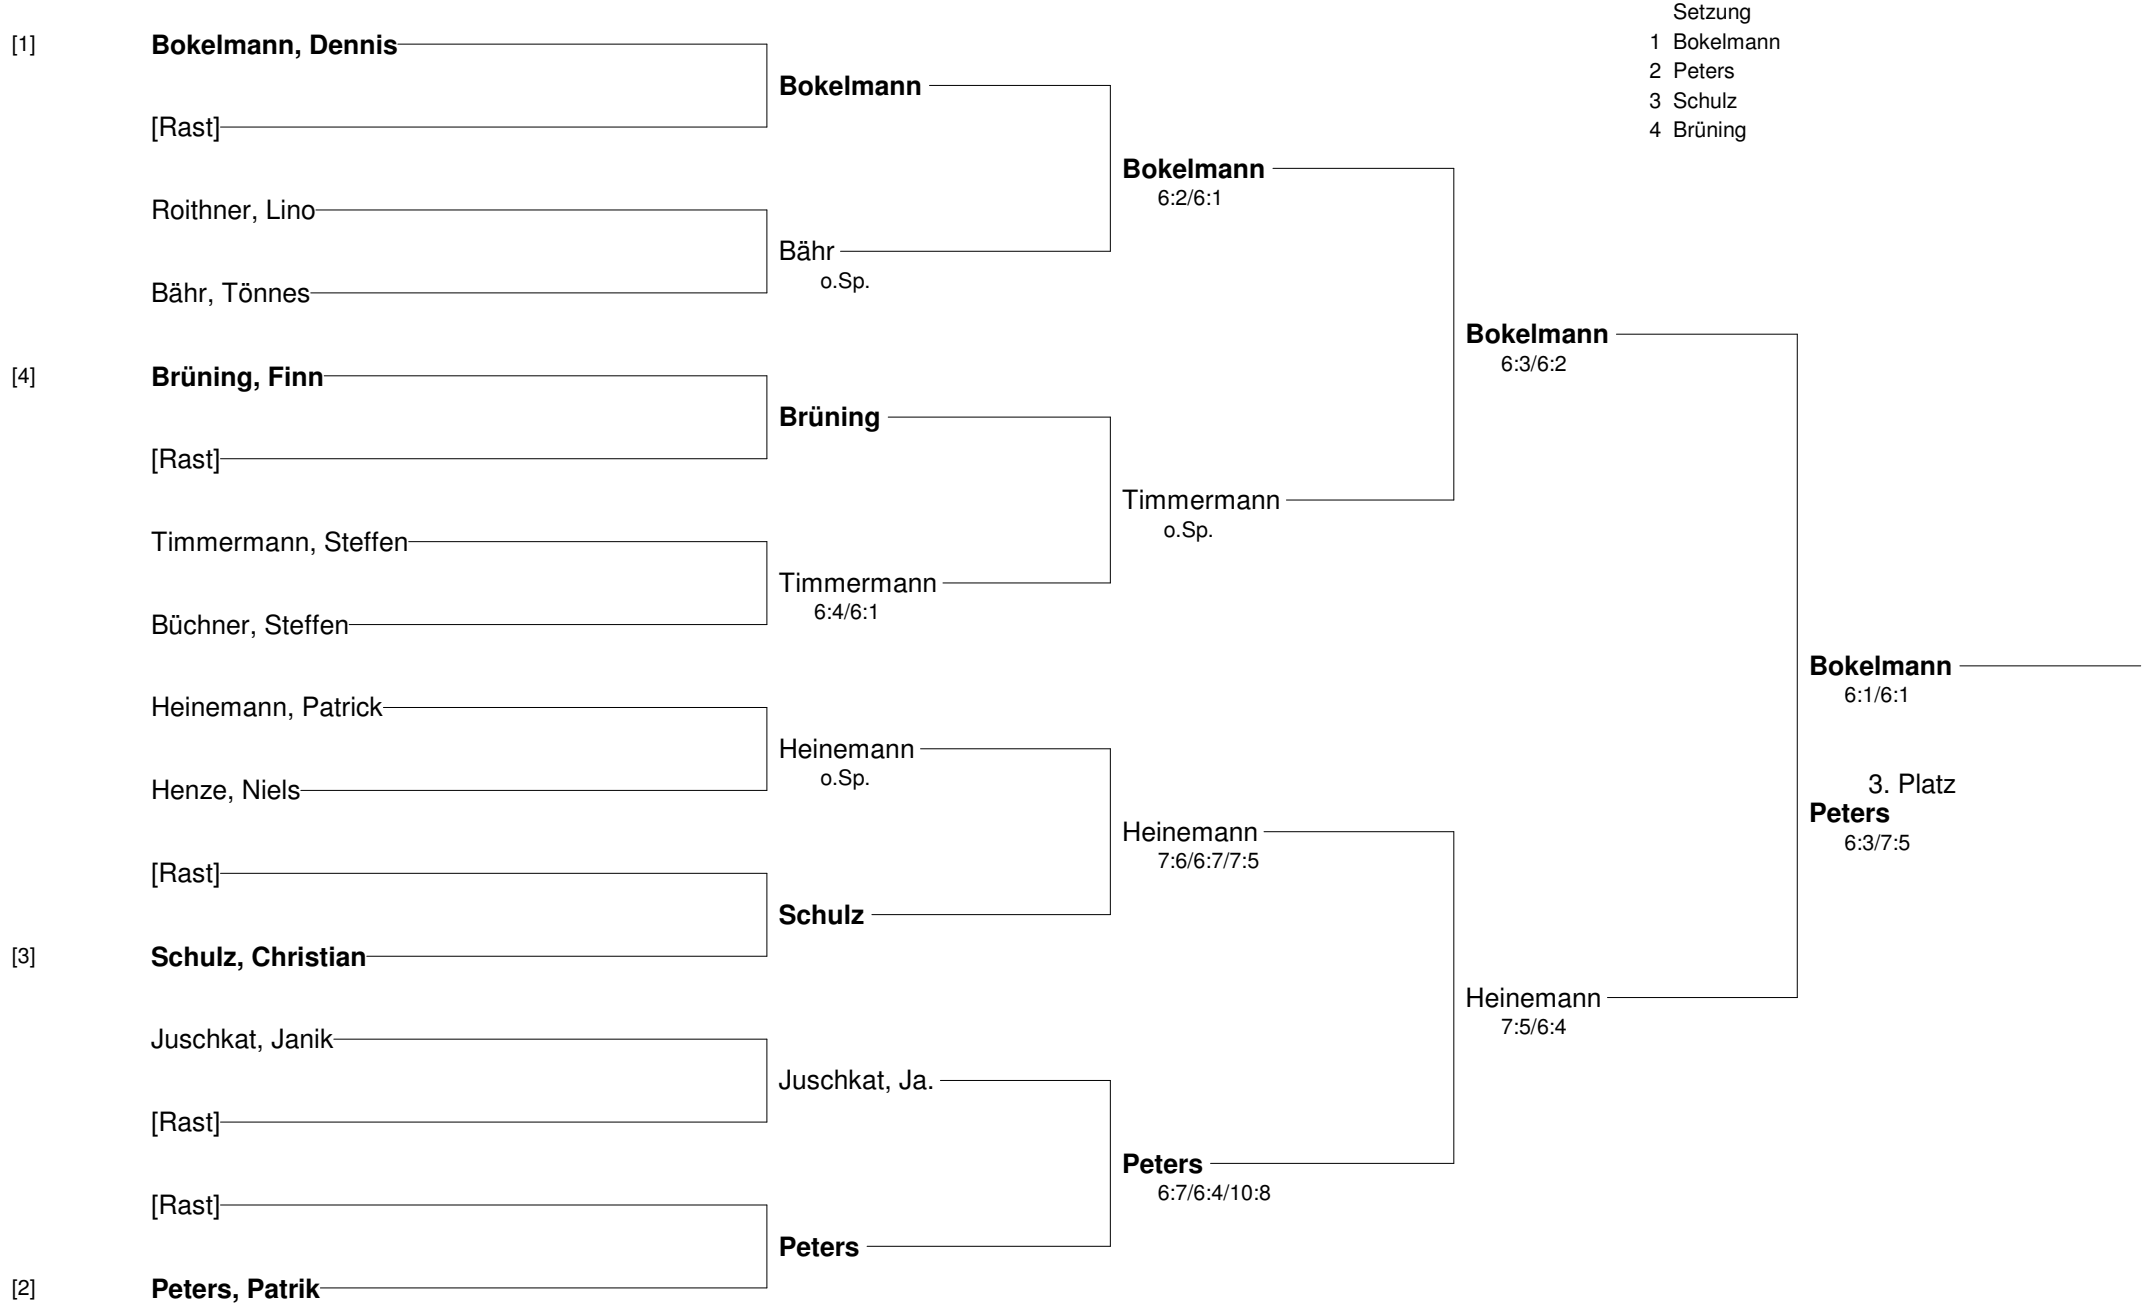 Setzung
1 Bokelmann
2 Peters
3 Schulz
4 Brüning
[1] Bokelmann, Dennis
Bokelmann
[Rast]
Bokelmann
6:2/6:1
Roithner, Lino
Bähr
o.Sp.
Bähr, Tönnes
Bokelmann
6:3/6:2
[4] Brüning, Finn
Brüning
[Rast]
Timmermann
o.Sp.
Timmermann, Steffen
Timmermann
6:4/6:1
Büchner, Steffen
Bokelmann
6:1/6:1
Heinemann, Patrick
Heinemann
o.Sp.
Henze, Niels
3. Platz
Peters
6:3/7:5
Heinemann
7:6/6:7/7:5
[Rast]
Schulz
[3] Schulz, Christian
Heinemann
7:5/6:4
Juschkat, Janik
Juschkat, Ja.
[Rast]
Peters
6:7/6:4/10:8
[Rast]
Peters
[2] Peters, Patrik